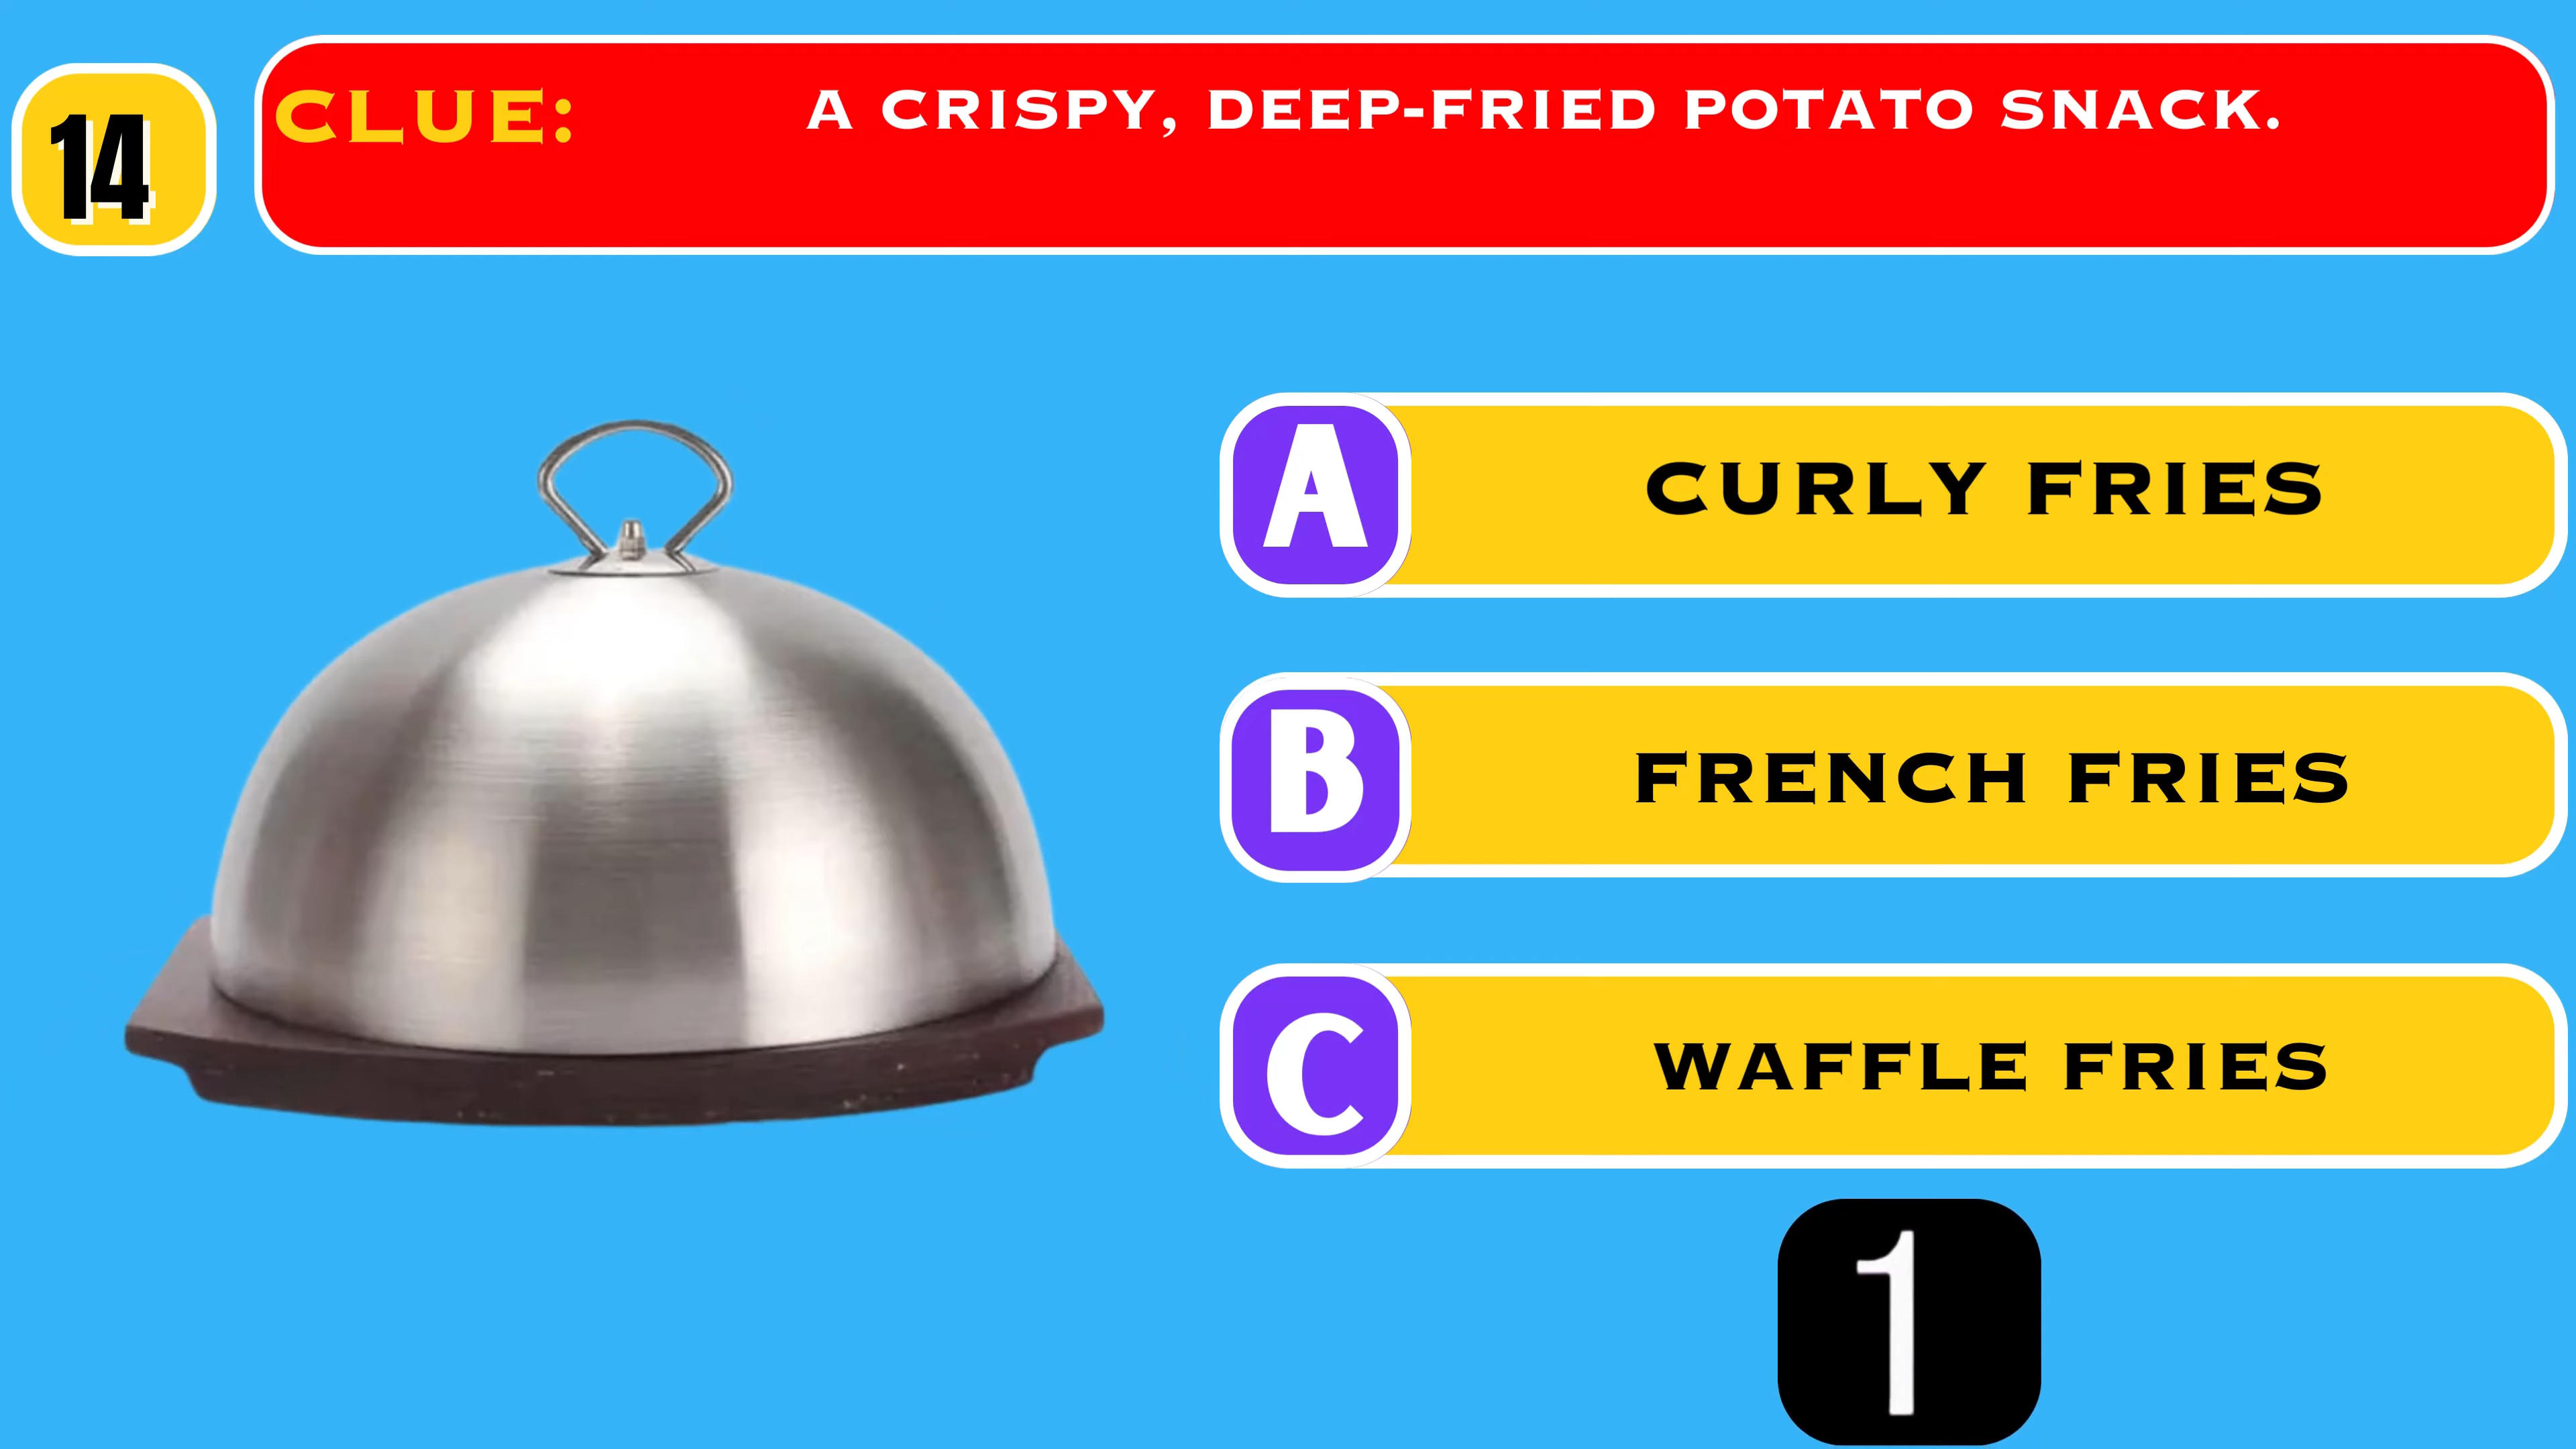 14
CLUE: A CRISPY, DEEP-FRIED POTATO SNACK.
A CURLY FRIES
B FRENCH FRIES
C WAFFLE FRIES
1